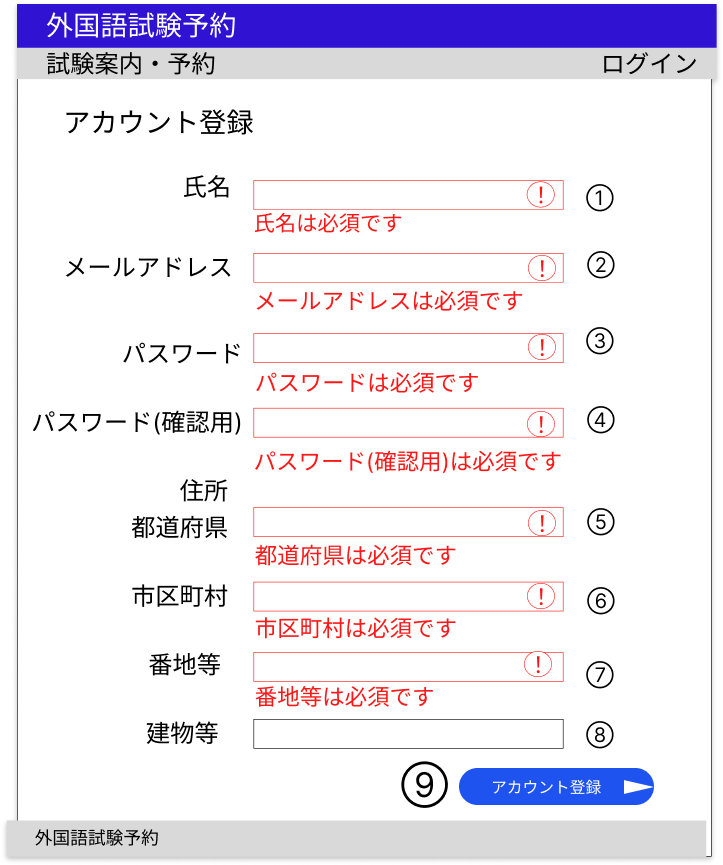 外国語試験予約
試験案内・予約 ログイン
アカウント登録
氏名 ! ①
氏名は必須です
メールアドレス ! ②
メールアドレスは必須です
パスワード ! ③
パスワードは必須です
パスワード(確認用) ! ④
パスワード(確認用)は必須です
住所
都道府県 ! ⑤
都道府県は必須です
市区町村 ! ⑥
市区町村は必須です
番地等 ! ⑦
番地等は必須です
建物等 ⑧
⑨ アカウント登録
外国語試験予約